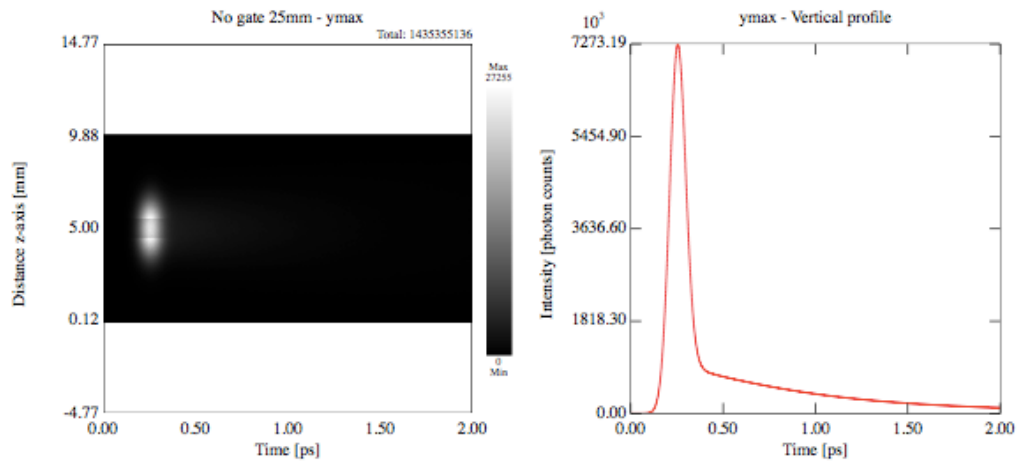 No gate 25mm - ymax
Total: 1435355136
14.77
9.88
5.00
0.12
-4.77
Distance z-axis [mm]
0.00
0.50
1.00
1.50
2.00
Time [ps]
Max
27255
0
Min
ymax - Vertical profile
10³
7273.19
5454.90
3636.60
1818.30
0.00
Intensity [photon counts]
0.00
0.50
1.00
1.50
2.00
Time [ps]